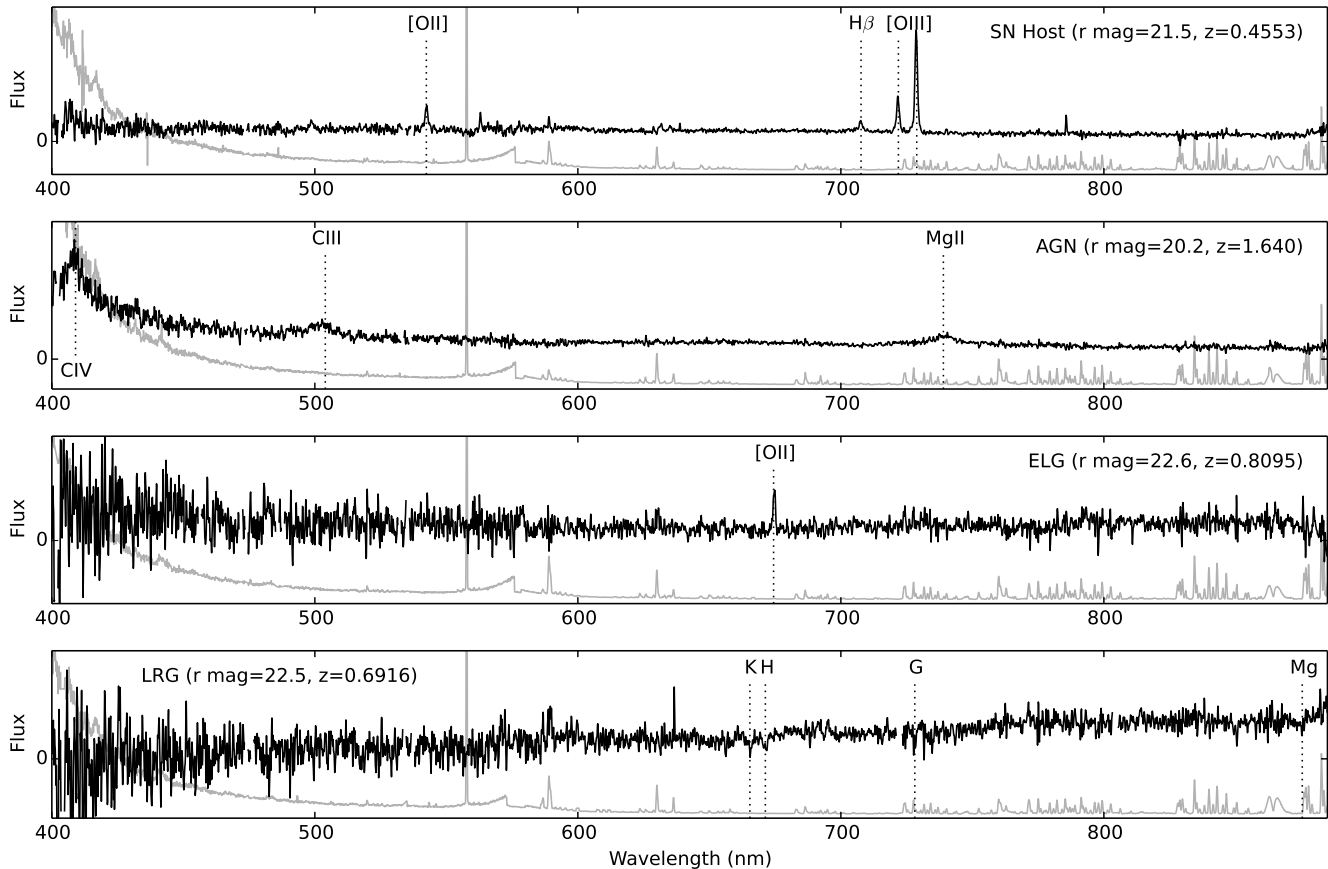 [OII] Hβ [OIII] SN Host (r mag=21.5, z=0.4553)
Flux
0
400 500 600 700 800
CIII MgII AGN (r mag=20.2, z=1.640)
Flux
0
CIV
400 500 600 700 800
[OII] ELG (r mag=22.6, z=0.8095)
Flux
0
400 500 600 700 800
LRG (r mag=22.5, z=0.6916) K H G Mg
Flux
0
400 500 600 700 800
Wavelength (nm)